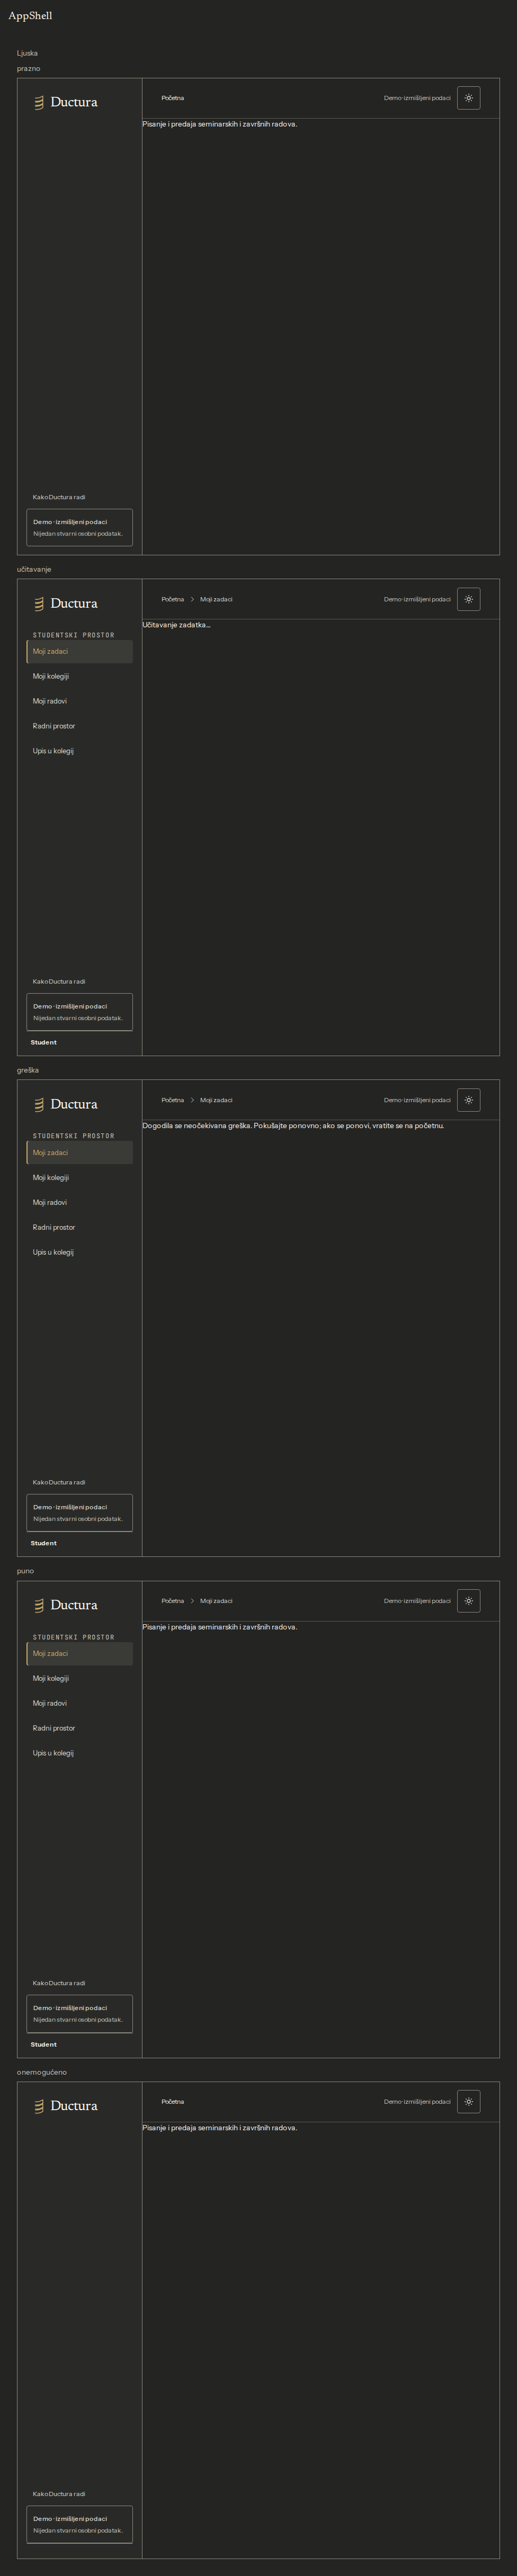 AppShell
Ljuska
prazno
Ductura
Početna
Demo · izmišljeni podaci
Pisanje i predaja seminarskih i završnih radova.
Kako Ductura radi
Demo · izmišljeni podaci
Nijedan stvarni osobni podatak.
učitavanje
Ductura
Početna > Moji zadaci
Demo · izmišljeni podaci
Učitavanje zadatka…
STUDENTSKI PROSTOR
Moji zadaci
Moji kolegiji
Moji radovi
Radni prostor
Upis u kolegij
Kako Ductura radi
Demo · izmišljeni podaci
Nijedan stvarni osobni podatak.
Student
greška
Ductura
Početna > Moji zadaci
Demo · izmišljeni podaci
Dogodila se neočekivana greška. Pokušajte ponovno; ako se ponovi, vratite se na početnu.
STUDENTSKI PROSTOR
Moji zadaci
Moji kolegiji
Moji radovi
Radni prostor
Upis u kolegij
Kako Ductura radi
Demo · izmišljeni podaci
Nijedan stvarni osobni podatak.
Student
puno
Ductura
Početna > Moji zadaci
Demo · izmišljeni podaci
Pisanje i predaja seminarskih i završnih radova.
STUDENTSKI PROSTOR
Moji zadaci
Moji kolegiji
Moji radovi
Radni prostor
Upis u kolegij
Kako Ductura radi
Demo · izmišljeni podaci
Nijedan stvarni osobni podatak.
Student
onemogućeno
Ductura
Početna
Demo · izmišljeni podaci
Pisanje i predaja seminarskih i završnih radova.
Kako Ductura radi
Demo · izmišljeni podaci
Nijedan stvarni osobni podatak.